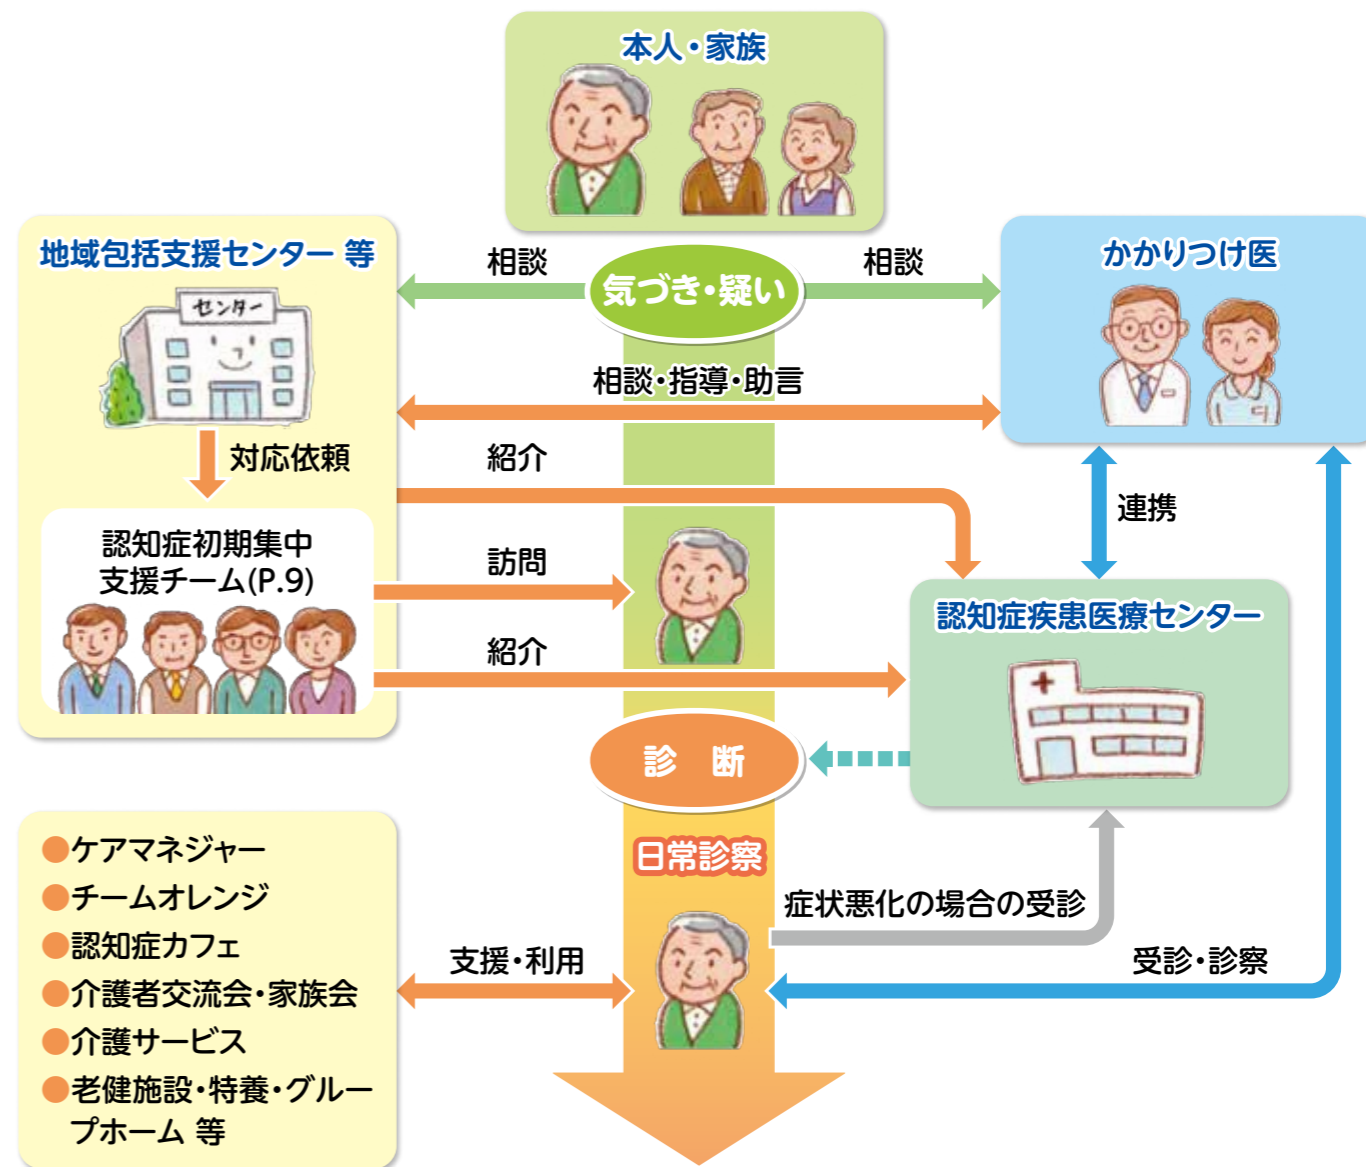 本人・家族
地域包括支援センター 等
センター
相談
気づき・疑い
相談
かかりつけ医
相談・指導・助言
対応依頼
紹介
連携
認知症初期集中
支援チーム(P.9)
訪問
紹介
認知症疾患医療センター
診 断
●ケアマネジャー
●チームオレンジ
●認知症カフェ
●介護者交流会・家族会
●介護サービス
●老健施設・特養・グルー
プホーム 等
日常診察
症状悪化の場合の受診
支援・利用
受診・診察